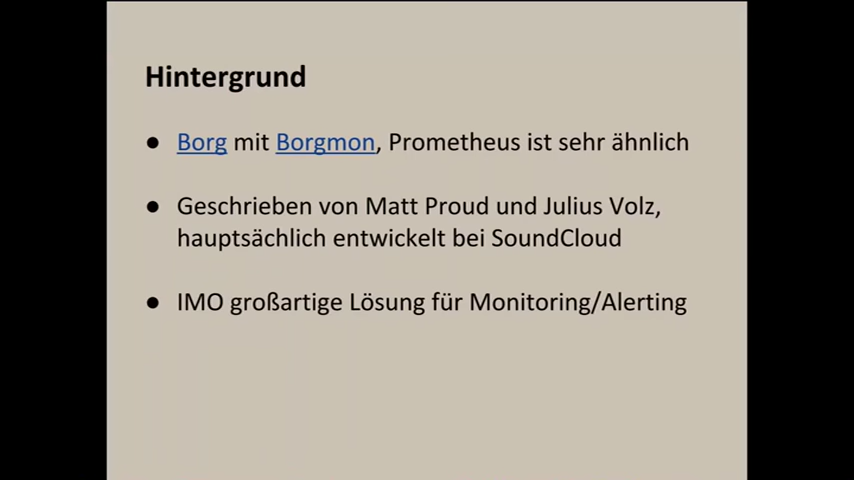 Hintergrund
● Borg mit Borgmon, Prometheus ist sehr ähnlich
● Geschrieben von Matt Proud und Julius Volz,
hauptsächlich entwickelt bei SoundCloud
● IMO großartige Lösung für Monitoring/Alerting